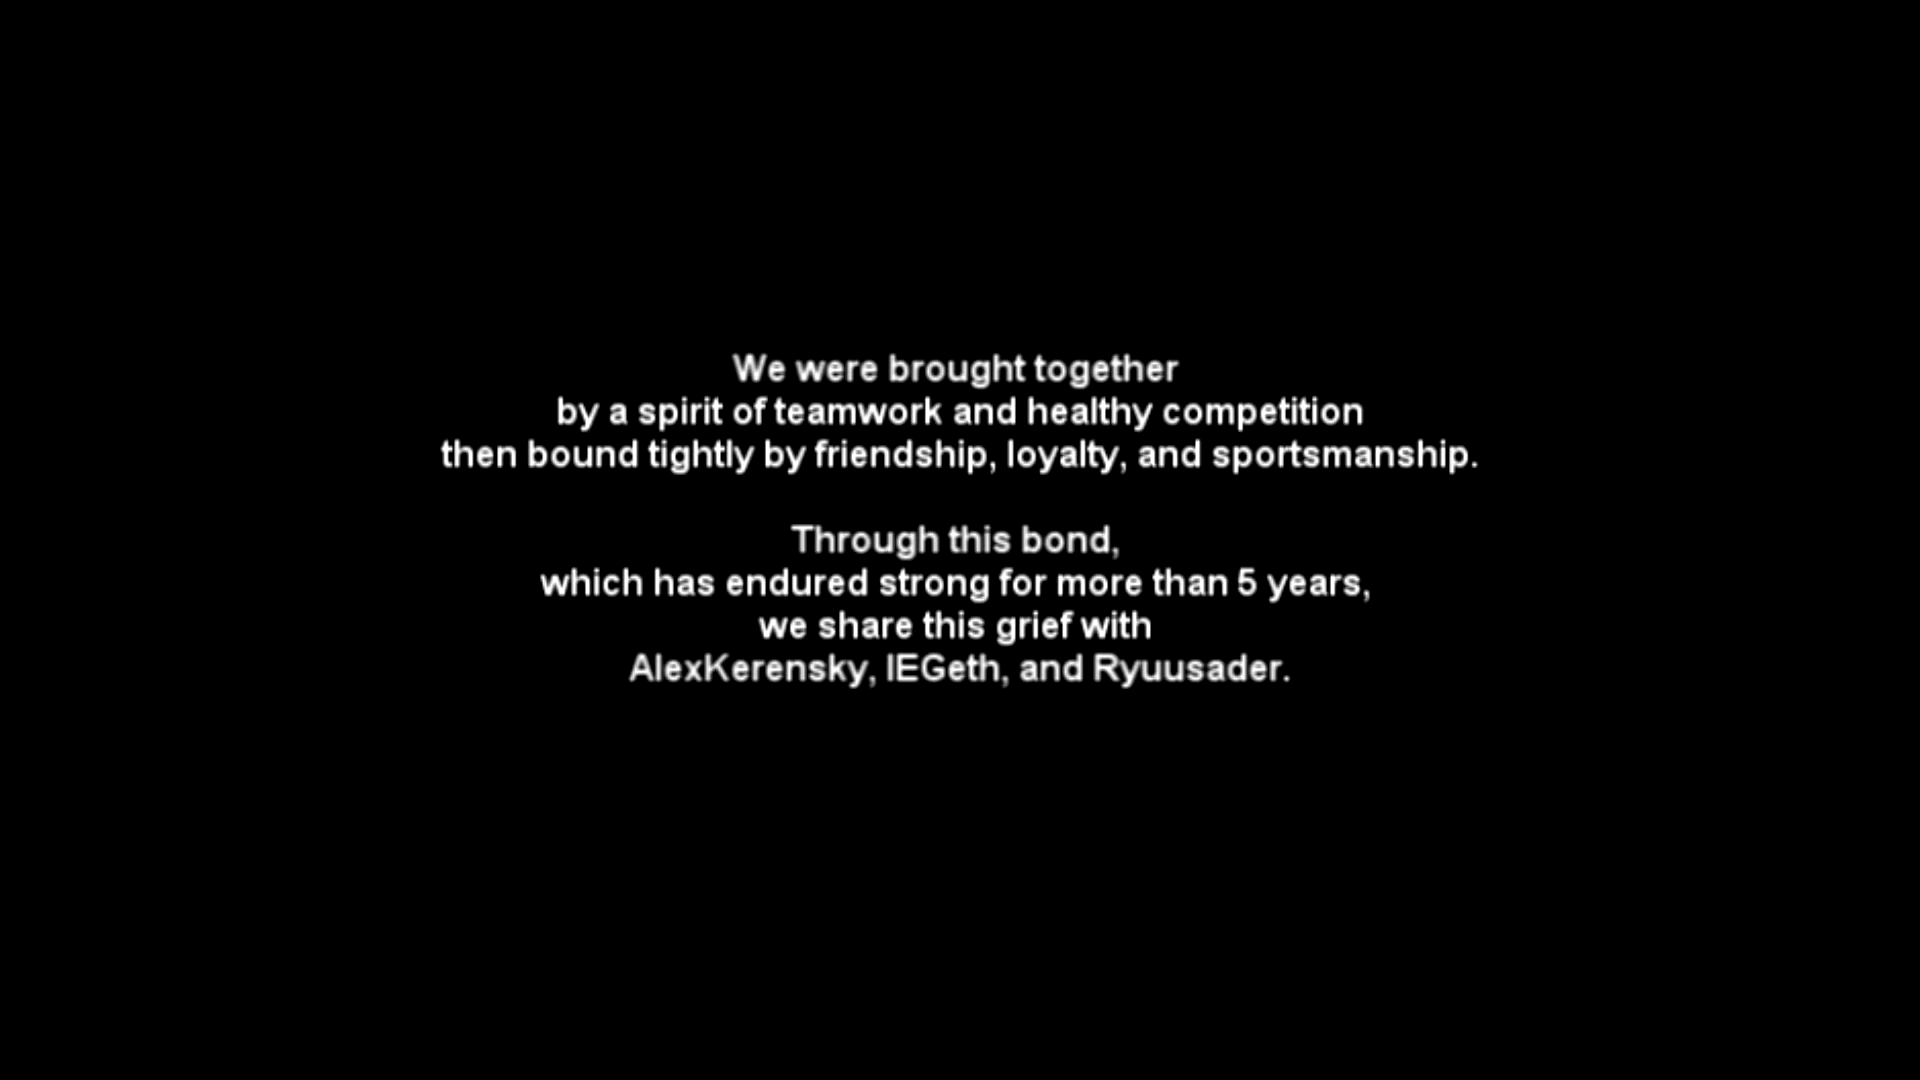 We were brought together
by a spirit of teamwork and healthy competition
then bound tightly by friendship, loyalty, and sportsmanship.
Through this bond,
which has endured strong for more than 5 years,
we share this grief with
AlexKerensky, IEGeth, and Ryuusader.